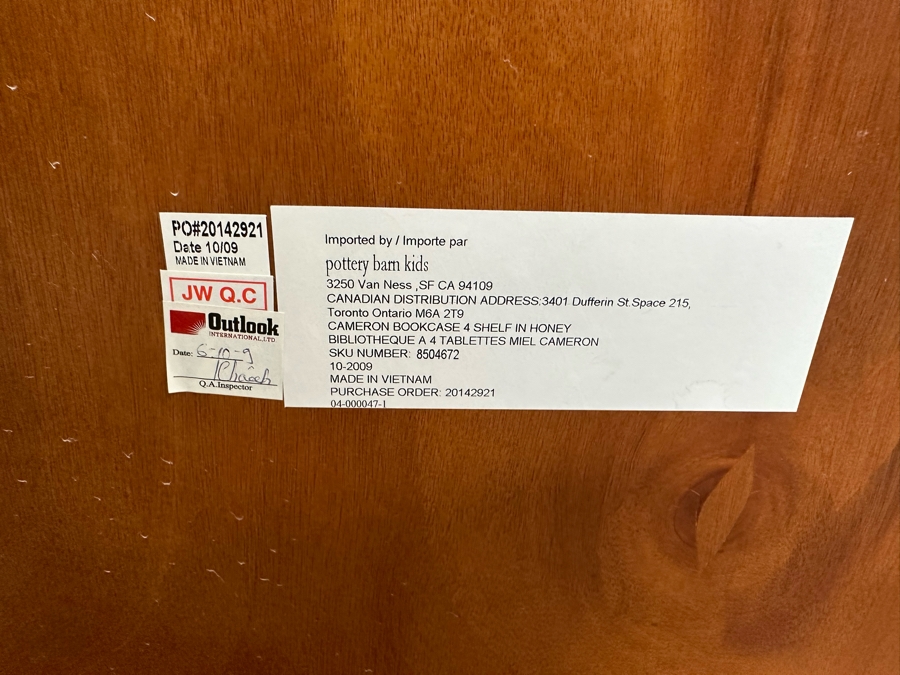 PO#20142921
Date 10/09
MADE IN VIETNAM
JW Q.C
Outlook
INTERNATIONAL.LTD
Date: 6-10-9
Q.A.Inspector
Imported by / Importe par
pottery barn kids
3250 Van Ness ,SF CA 94109
CANADIAN DISTRIBUTION ADDRESS:3401 Dufferin St.Space 215,
Toronto Ontario M6A 2T9
CAMERON BOOKCASE 4 SHELF IN HONEY
BIBLIOTHEQUE A 4 TABLETTES MIEL CAMERON
SKU NUMBER: 8504672
10-2009
MADE IN VIETNAM
PURCHASE ORDER: 20142921
04-000047-1